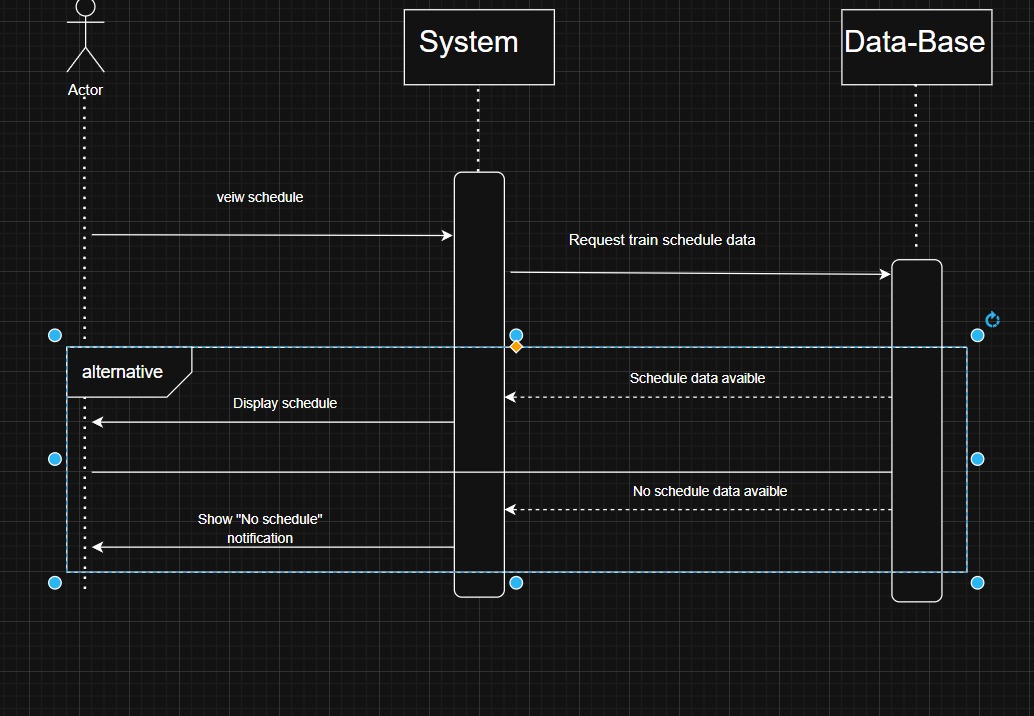 System
Data-Base
Actor
veiw schedule
Request train schedule data
alternative
Schedule data avaible
Display schedule
No schedule data avaible
Show "No schedule"
notification